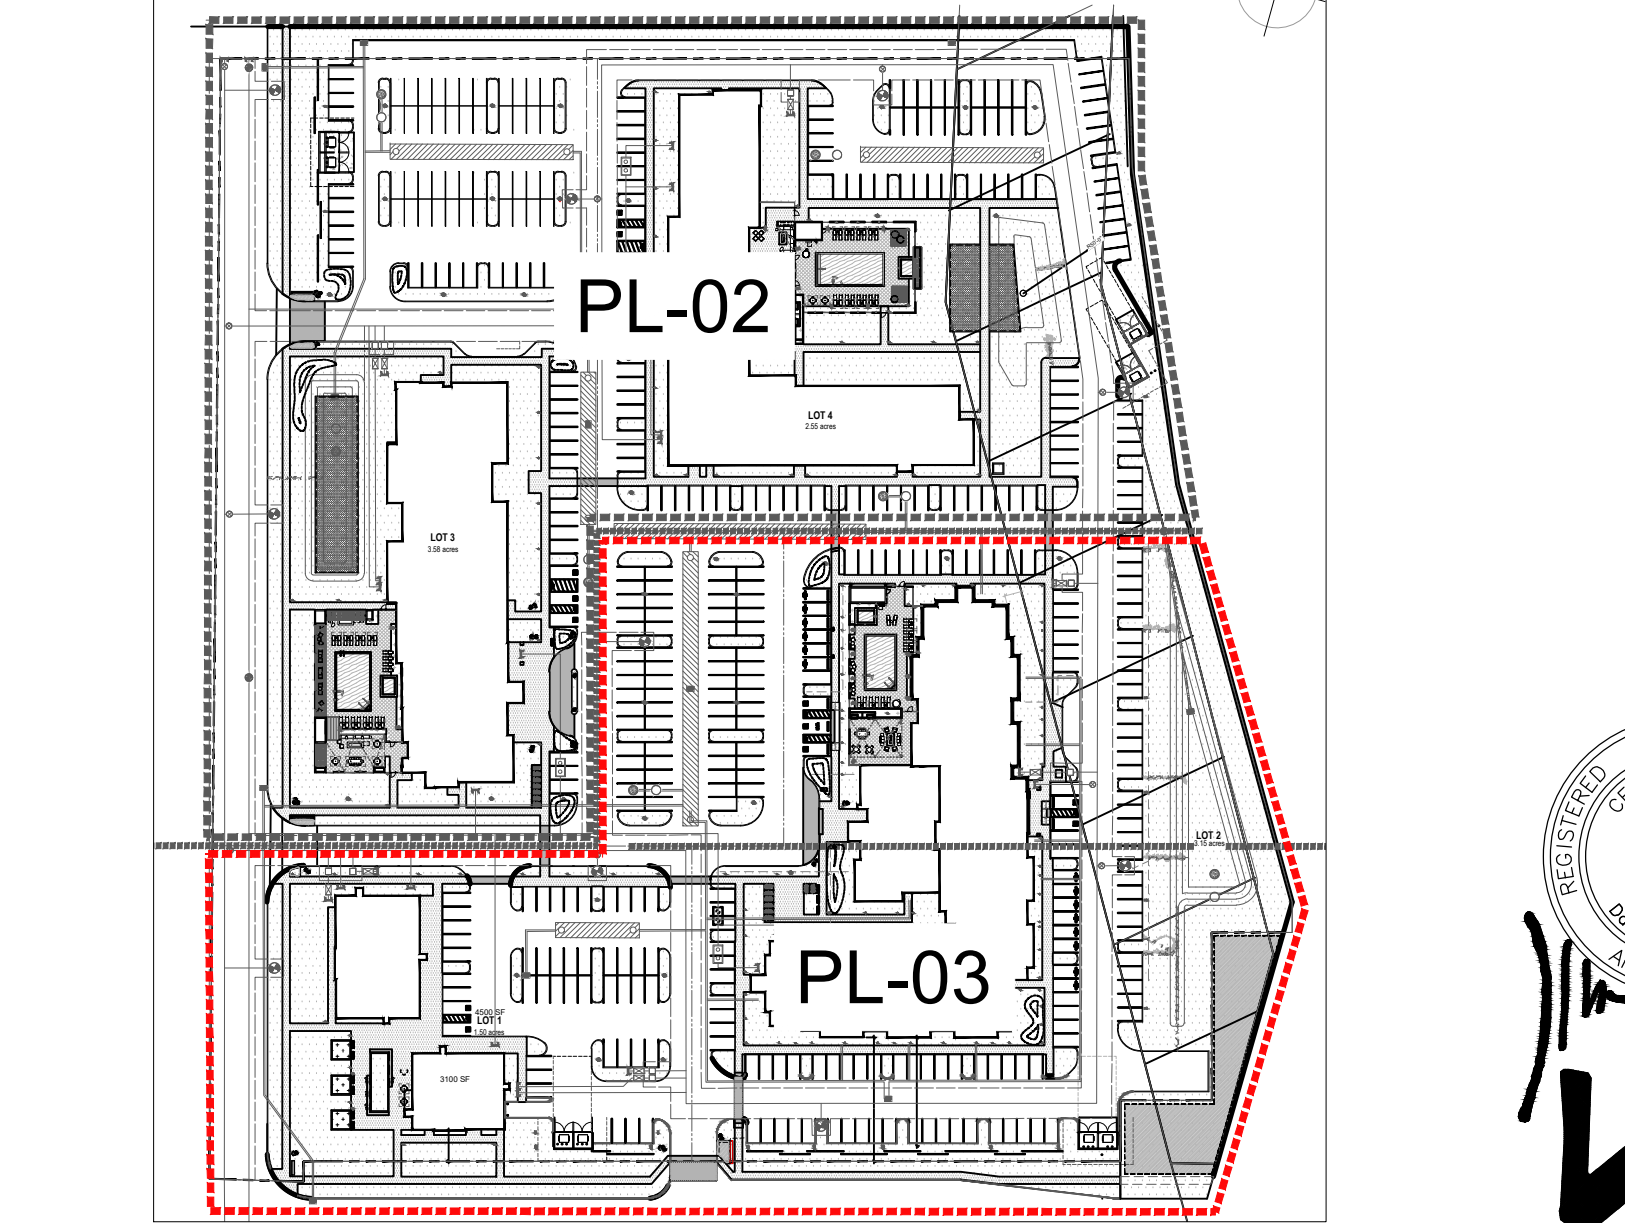 PL-02
LOT 4
2.55 acres
LOT 3
3.58 acres
LOT 2
3.15 acres
PL-03
4500 SF
LOT 1
1.50 acres
3100 SF
REGISTERED